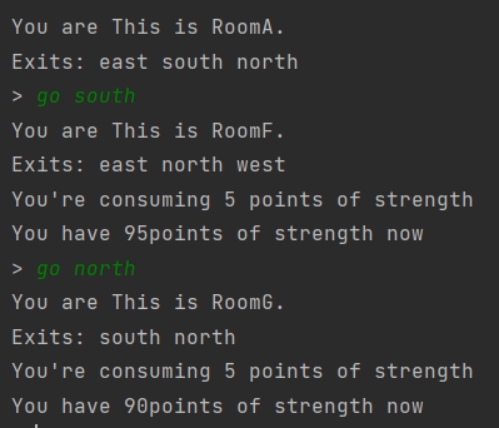 You are This is RoomA.
Exits: east south north
> go south
You are This is RoomF.
Exits: east north west
You're consuming 5 points of strength
You have 95points of strength now
> go north
You are This is RoomG.
Exits: south north
You're consuming 5 points of strength
You have 90points of strength now